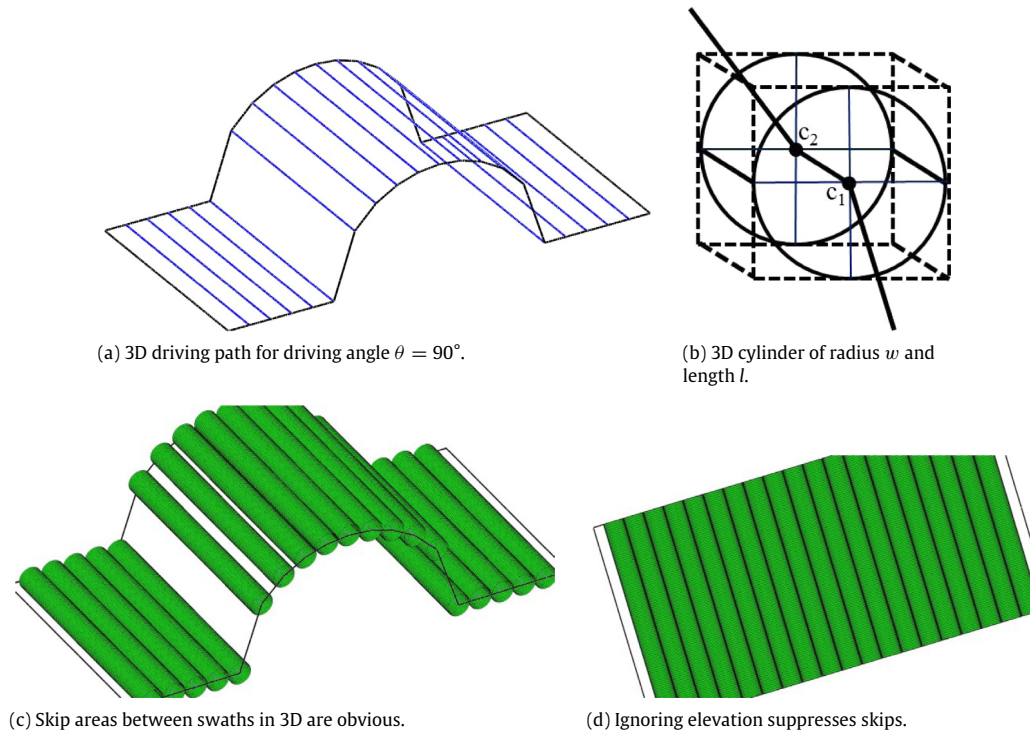 c₂
c₁
(a) 3D driving path for driving angle θ = 90°.
(b) 3D cylinder of radius w and
length l.
(c) Skip areas between swaths in 3D are obvious.
(d) Ignoring elevation suppresses skips.